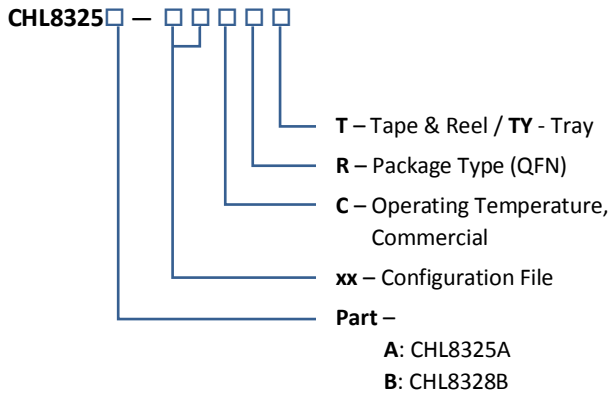 CHL8325□ — □ □ □ □ □
T – Tape & Reel / TY - Tray
R – Package Type (QFN)
C – Operating Temperature,
Commercial
xx – Configuration File
Part –
A: CHL8325A
B: CHL8328B